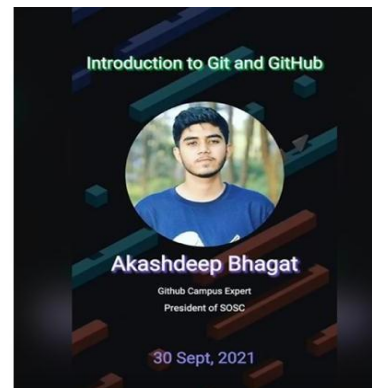 Introduction to Git and GitHub
Akashdeep Bhagat
Github Campus Expert
President of SOSC
30 Sept, 2021